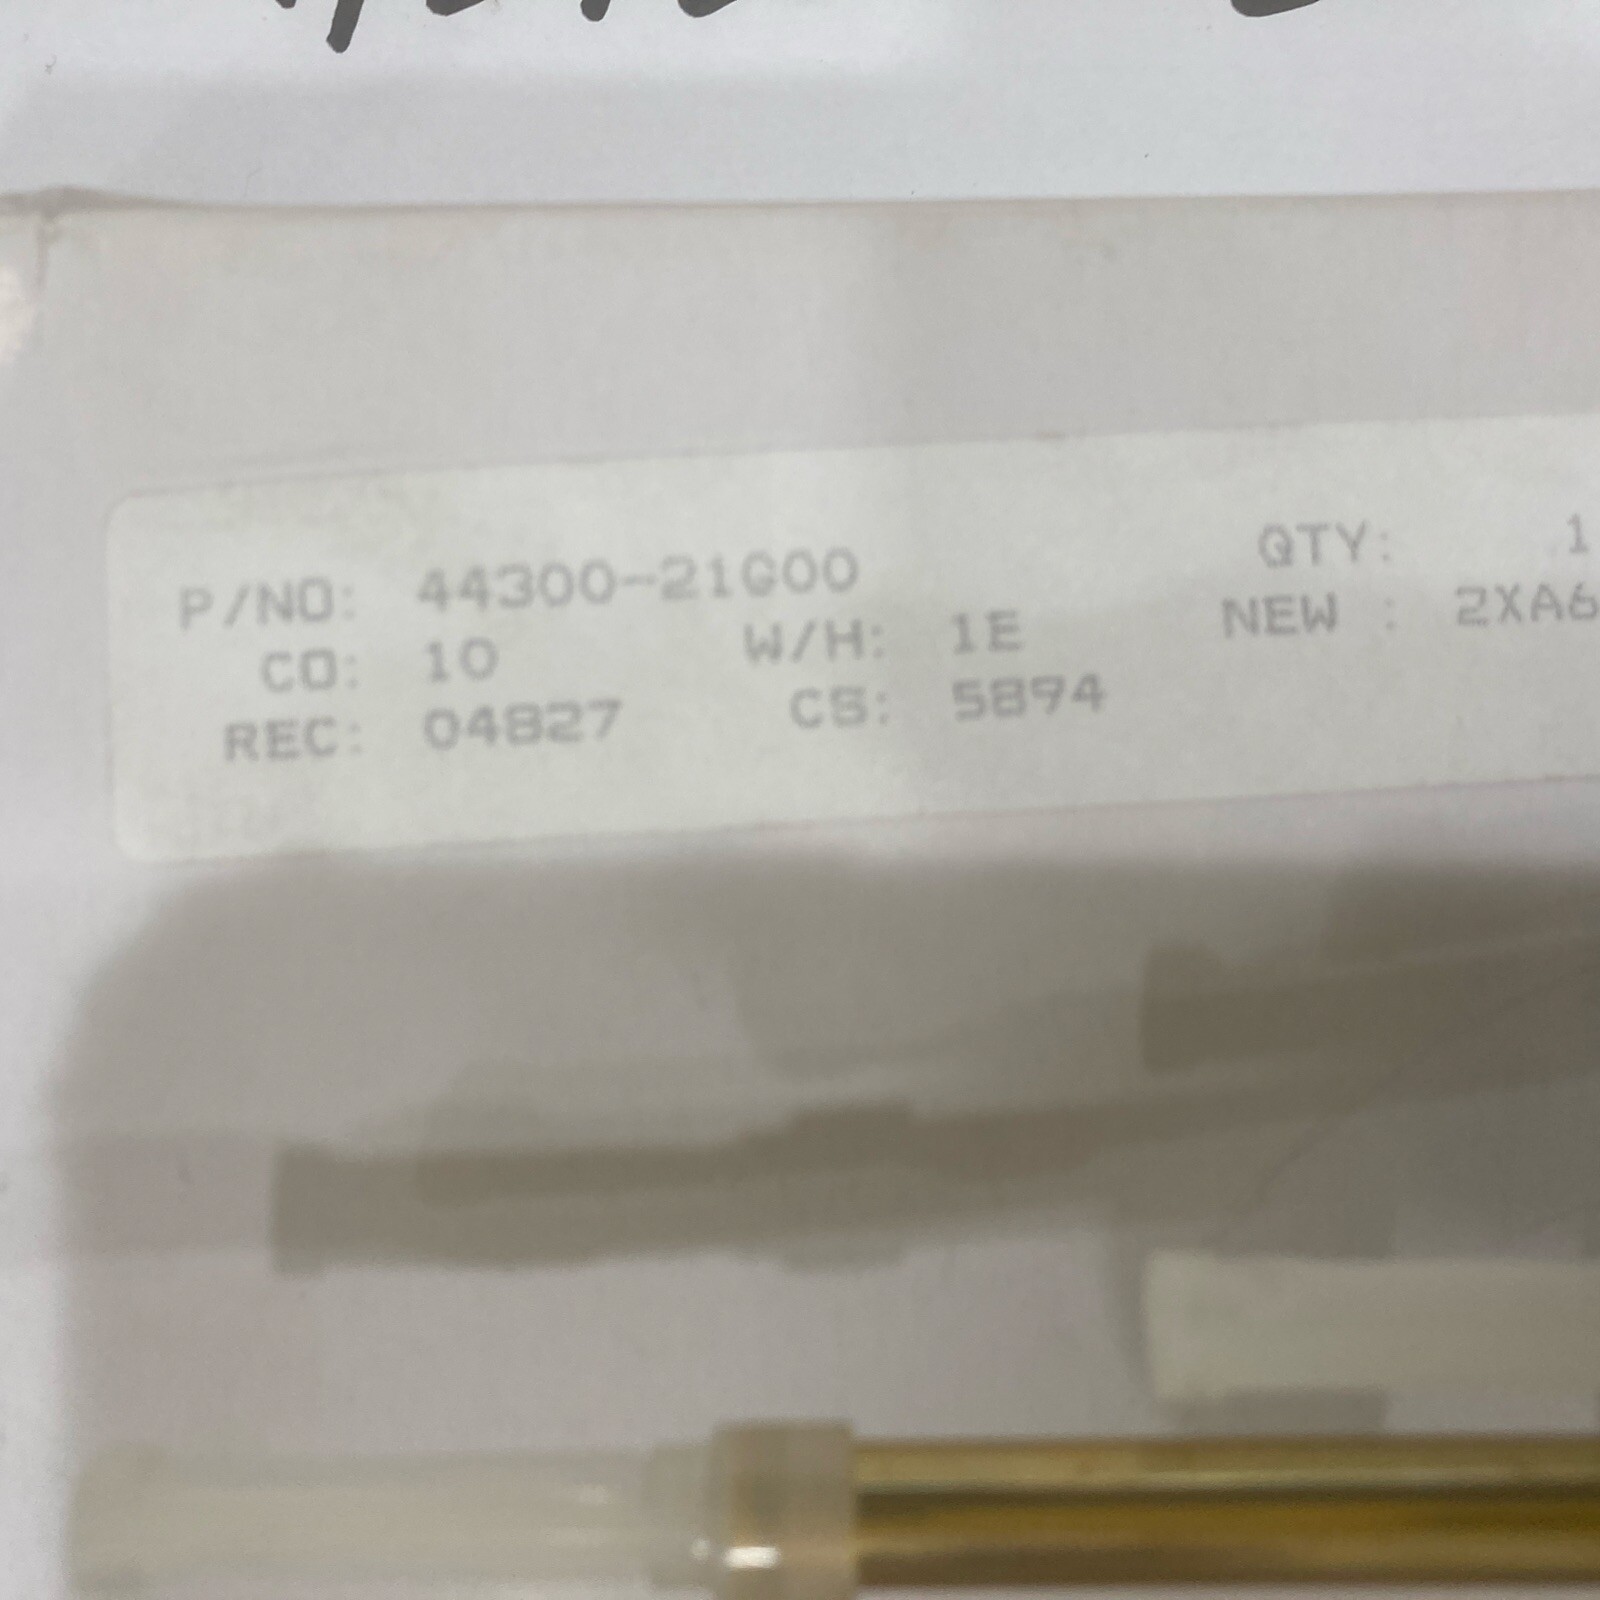 P/NO: 44300-21G00 QTY: 1
CO: 10 W/H: 1E NEW : 2XA6
REC: 04827 CS: 5894